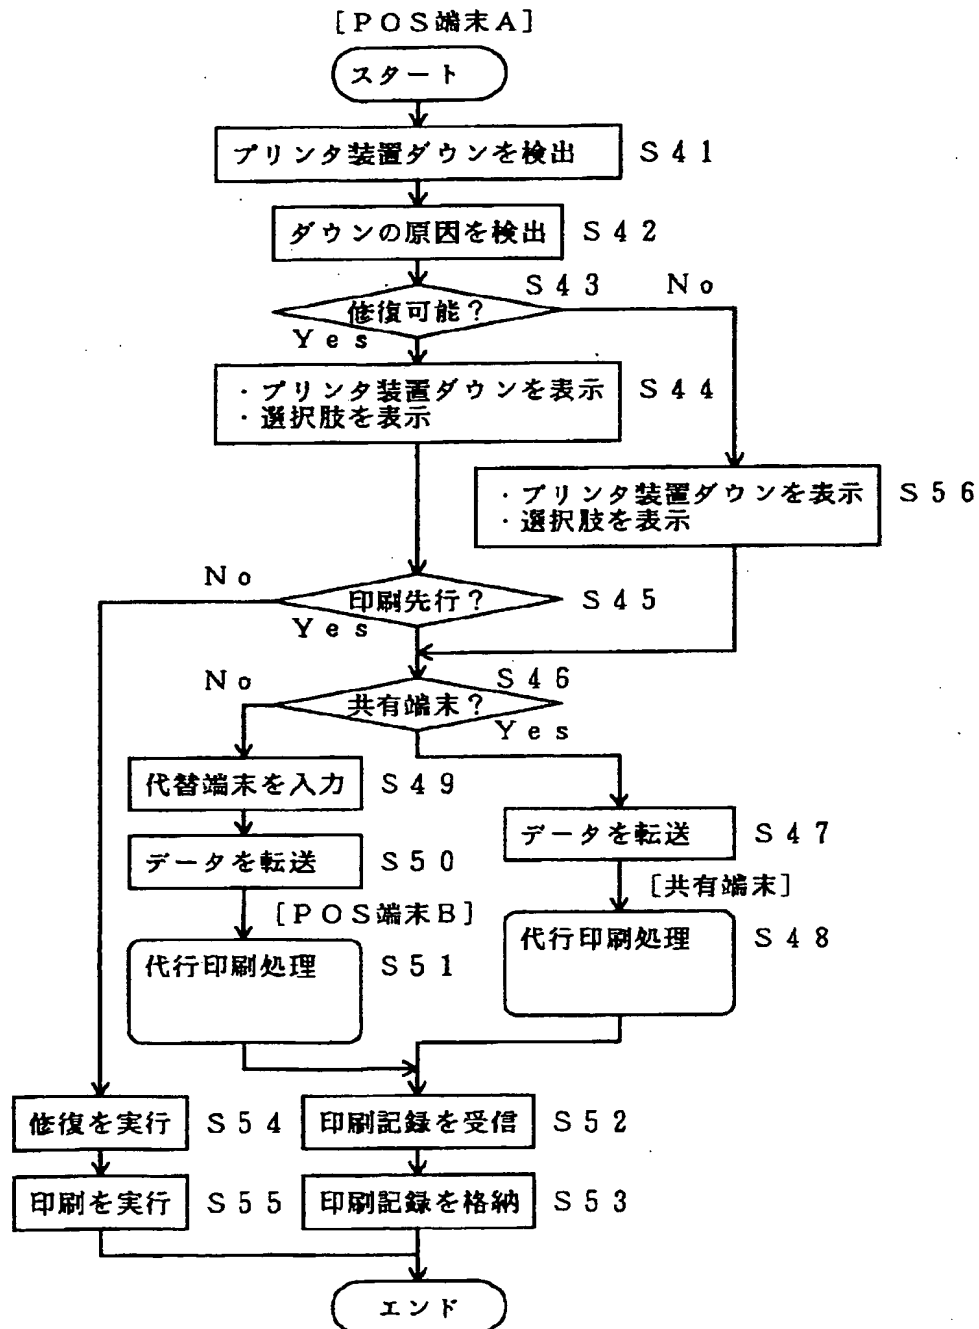 ［ＰＯＳ端末Ａ］
スタート
プリンタ装置ダウンを検出 Ｓ４１
ダウンの原因を検出 Ｓ４２
Ｓ４３ Ｎｏ
修復可能？
Ｙｅｓ
・プリンタ装置ダウンを表示 Ｓ４４
・選択肢を表示
・プリンタ装置ダウンを表示 Ｓ５６
・選択肢を表示
Ｎｏ
印刷先行？ Ｓ４５
Ｙｅｓ
Ｎｏ Ｓ４６
共有端末？
Ｙｅｓ
代替端末を入力 Ｓ４９
データを転送 Ｓ４７
データを転送 Ｓ５０
［共有端末］
［ＰＯＳ端末Ｂ］
代行印刷処理 Ｓ４８
代行印刷処理 Ｓ５１
修復を実行 Ｓ５４ 印刷記録を受信 Ｓ５２
印刷を実行 Ｓ５５ 印刷記録を格納 Ｓ５３
エンド